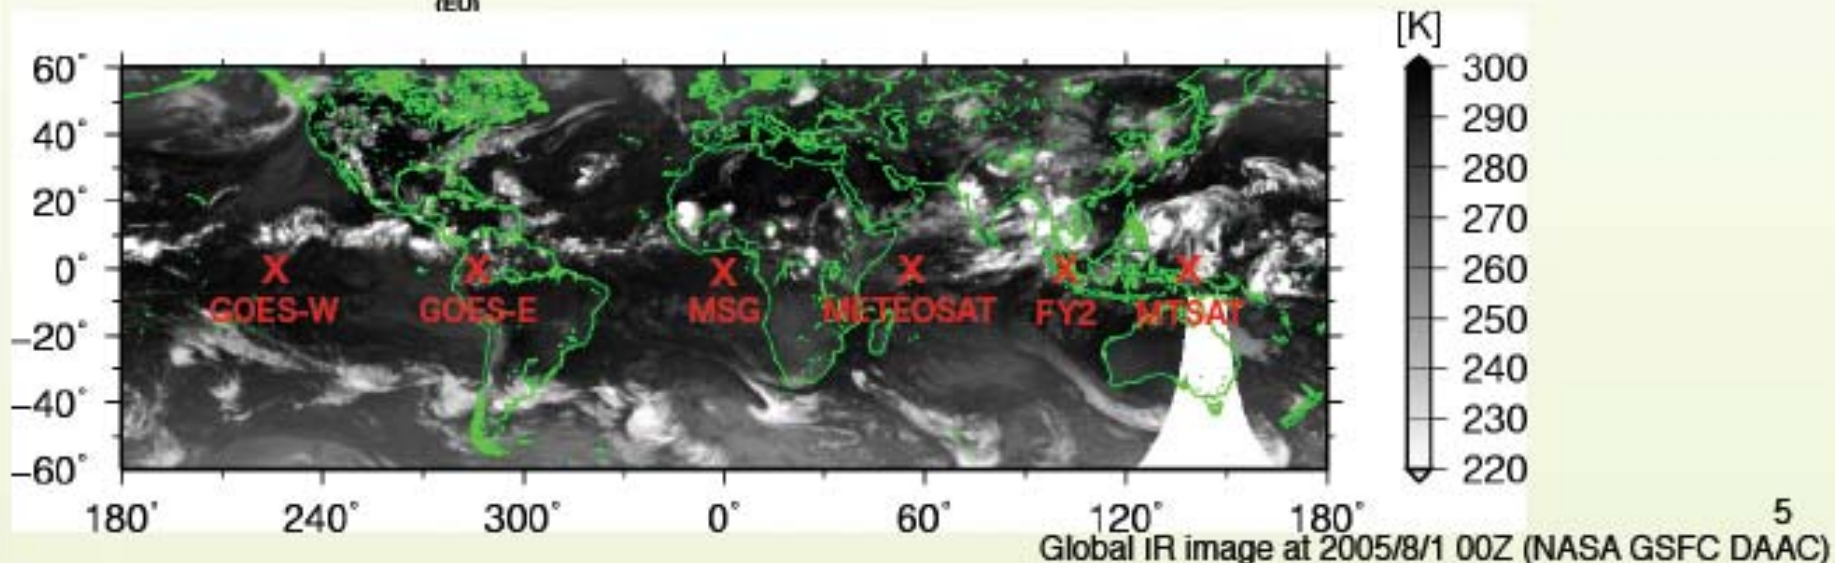 (EU)
[K]
60°
40°
20°
0°
−20°
−40°
−60°
GOES-W
GOES-E
MSG
METEOSAT
FY2
MTSAT
180°
240°
300°
0°
60°
120°
180°
300
290
280
270
260
250
240
230
220
5
Global IR image at 2005/8/1 00Z (NASA GSFC DAAC)